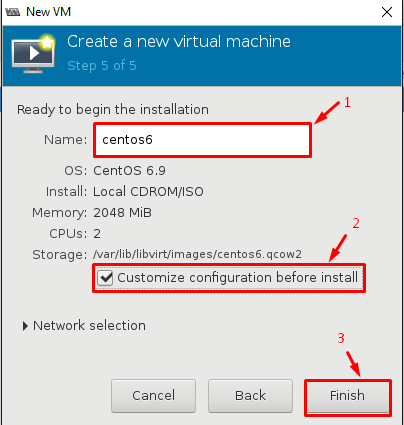 New VM
Create a new virtual machine
Step 5 of 5
Ready to begin the installation
1
Name: centos6
OS: CentOS 6.9
Install: Local CDROM/ISO
Memory: 2048 MiB
CPUs: 2
2
Storage: /var/lib/libvirt/images/centos6.qcow2
Customize configuration before install
Network selection
3
Cancel Back Finish